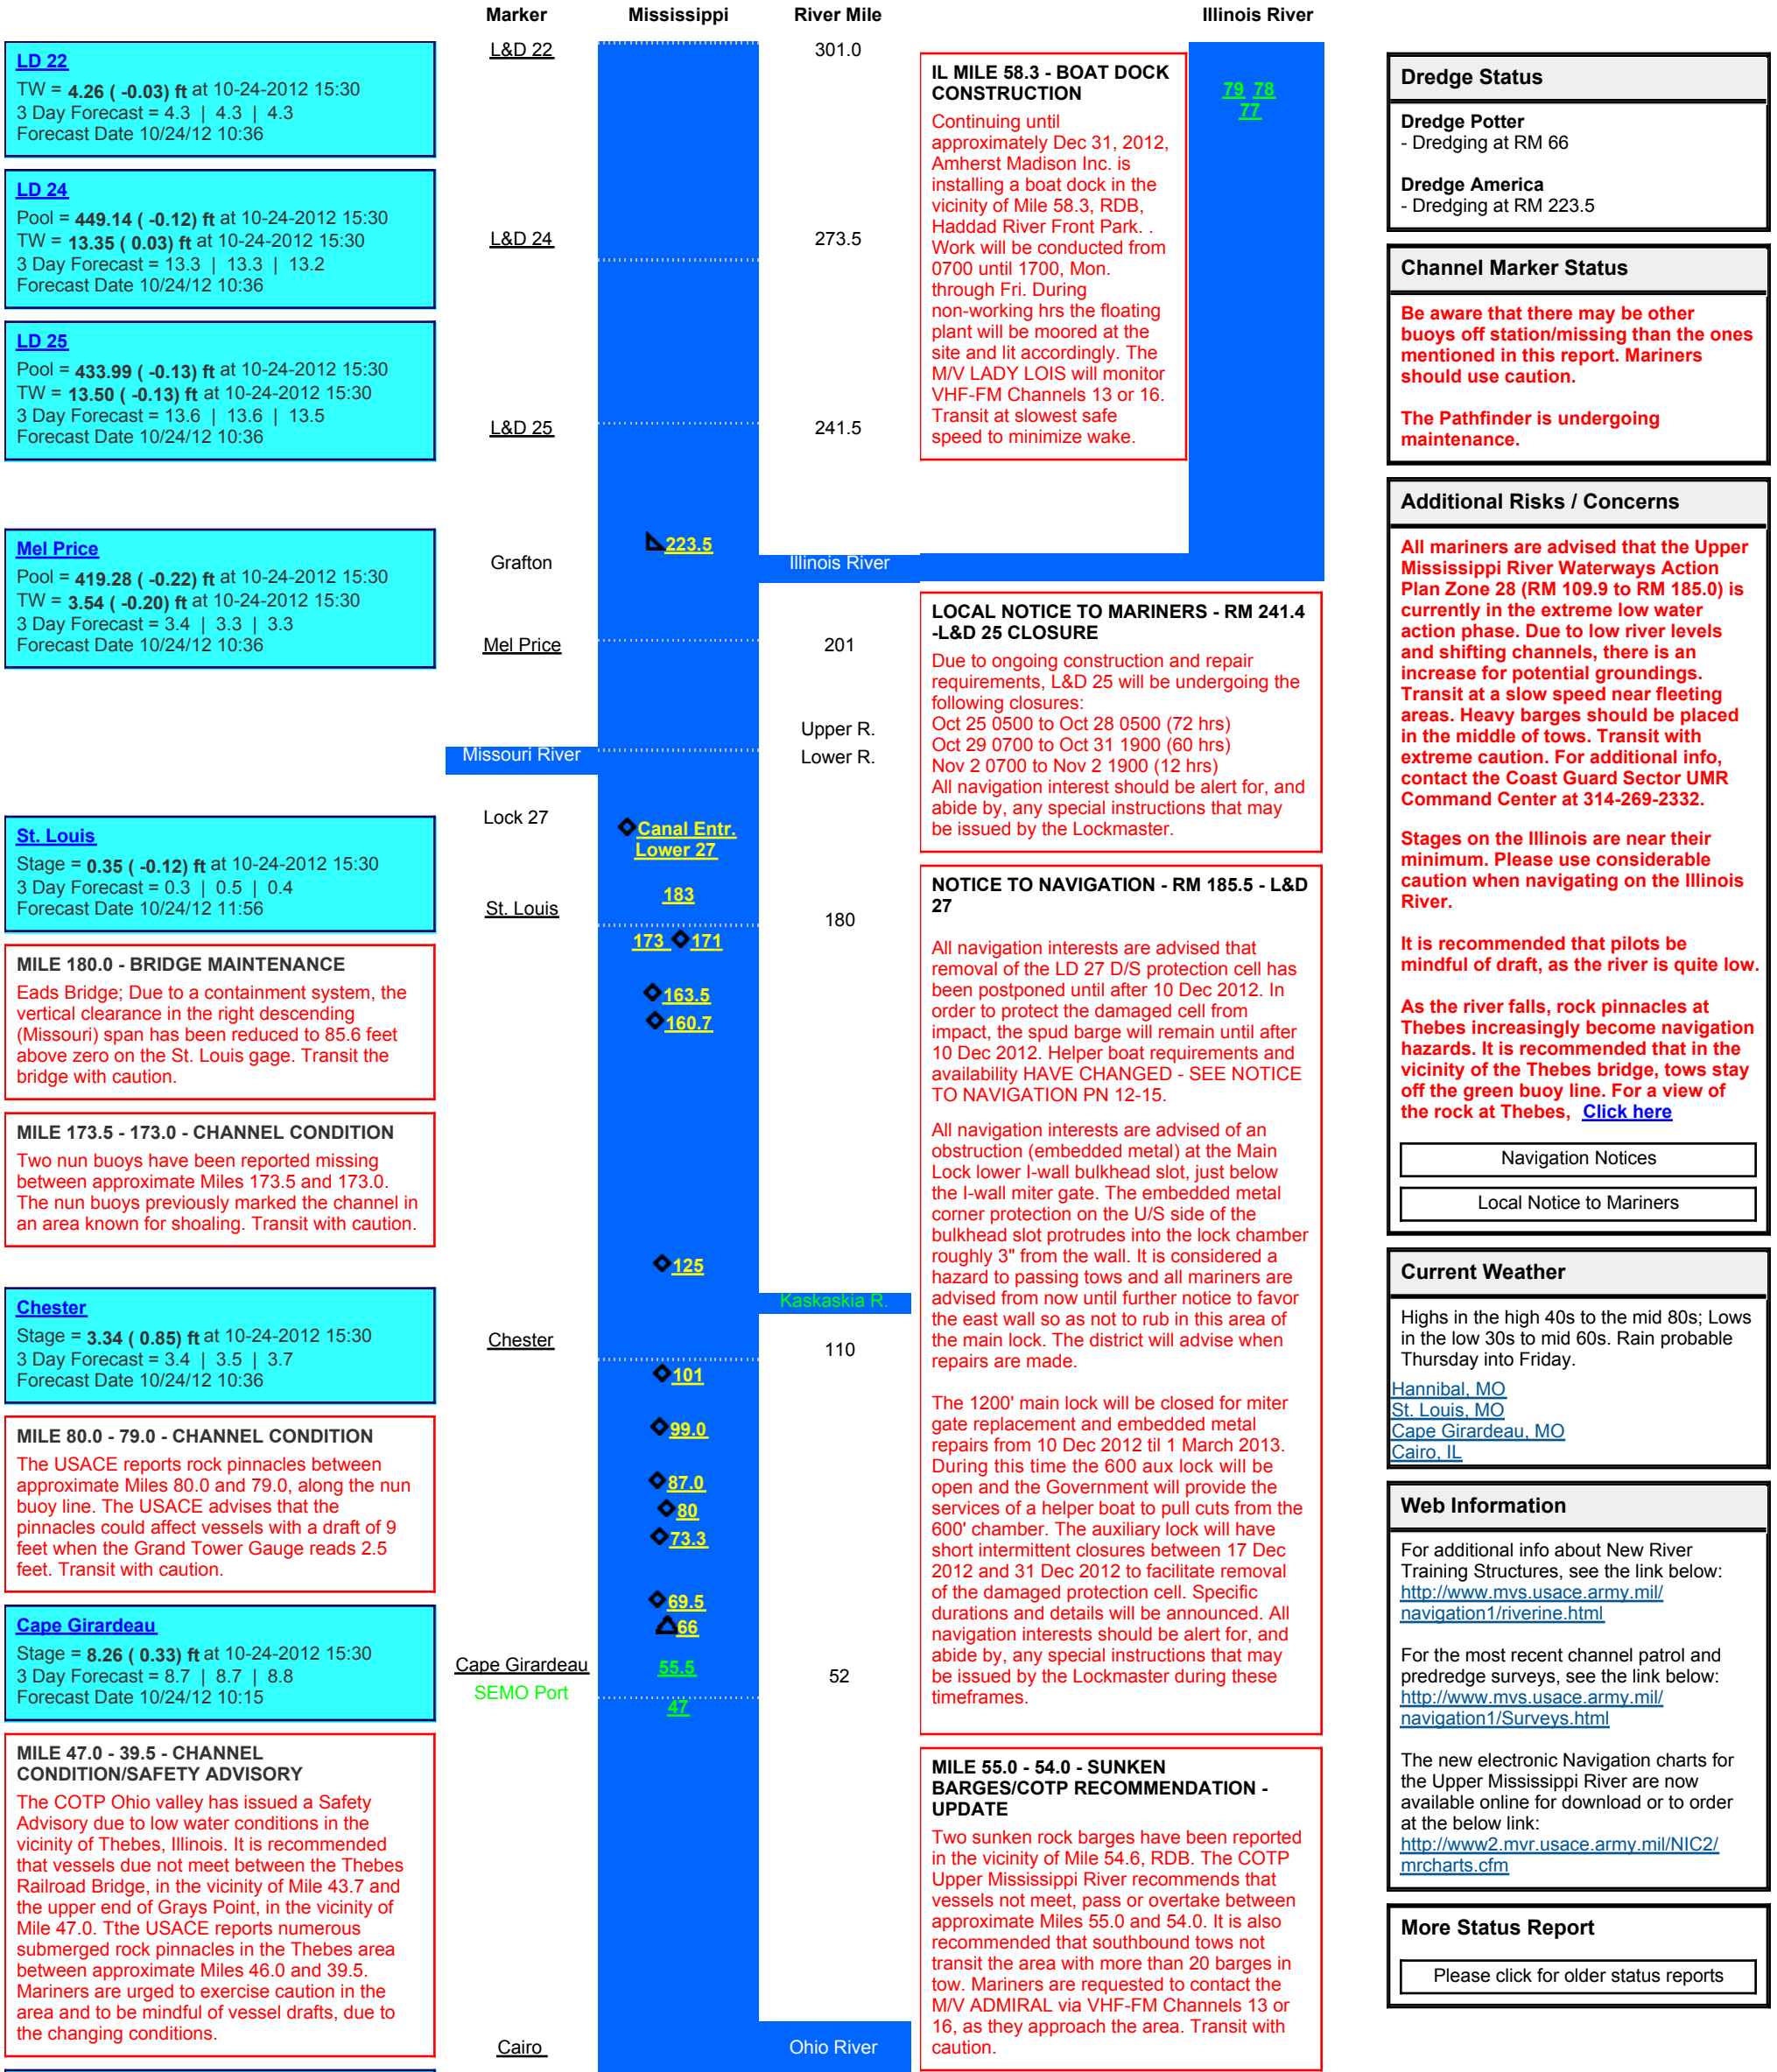 Marker
Mississippi
River Mile
Illinois River
LD 22
TW = 4.26 ( -0.03) ft at 10-24-2012 15:30
3 Day Forecast = 4.3 | 4.3 | 4.3
Forecast Date 10/24/12 10:36
LD 24
Pool = 449.14 ( -0.12) ft at 10-24-2012 15:30
TW = 13.35 ( 0.03) ft at 10-24-2012 15:30
3 Day Forecast = 13.3 | 13.3 | 13.2
Forecast Date 10/24/12 10:36
LD 25
Pool = 433.99 ( -0.13) ft at 10-24-2012 15:30
TW = 13.50 ( -0.13) ft at 10-24-2012 15:30
3 Day Forecast = 13.6 | 13.6 | 13.5
Forecast Date 10/24/12 10:36
Mel Price
Pool = 419.28 ( -0.22) ft at 10-24-2012 15:30
TW = 3.54 ( -0.20) ft at 10-24-2012 15:30
3 Day Forecast = 3.4 | 3.3 | 3.3
Forecast Date 10/24/12 10:36
St. Louis
Stage = 0.35 ( -0.12) ft at 10-24-2012 15:30
3 Day Forecast = 0.3 | 0.5 | 0.4
Forecast Date 10/24/12 11:56
MILE 180.0 - BRIDGE MAINTENANCE
Eads Bridge; Due to a containment system, the
vertical clearance in the right descending
(Missouri) span has been reduced to 85.6 feet
above zero on the St. Louis gage. Transit the
bridge with caution.
MILE 173.5 - 173.0 - CHANNEL CONDITION
Two nun buoys have been reported missing
between approximate Miles 173.5 and 173.0.
The nun buoys previously marked the channel in
an area known for shoaling. Transit with caution.
Chester
Stage = 3.34 ( 0.85) ft at 10-24-2012 15:30
3 Day Forecast = 3.4 | 3.5 | 3.7
Forecast Date 10/24/12 10:36
MILE 80.0 - 79.0 - CHANNEL CONDITION
The USACE reports rock pinnacles between
approximate Miles 80.0 and 79.0, along the nun
buoy line. The USACE advises that the
pinnacles could affect vessels with a draft of 9
feet when the Grand Tower Gauge reads 2.5
feet. Transit with caution.
Cape Girardeau
Stage = 8.26 ( 0.33) ft at 10-24-2012 15:30
3 Day Forecast = 8.7 | 8.7 | 8.8
Forecast Date 10/24/12 10:15
MILE 47.0 - 39.5 - CHANNEL
CONDITION/SAFETY ADVISORY
The COTP Ohio valley has issued a Safety
Advisory due to low water conditions in the
vicinity of Thebes, Illinois. It is recommended
that vessels due not meet between the Thebes
Railroad Bridge, in the vicinity of Mile 43.7 and
the upper end of Grays Point, in the vicinity of
Mile 47.0. Tthe USACE reports numerous
submerged rock pinnacles in the Thebes area
between approximate Miles 46.0 and 39.5.
Mariners are urged to exercise caution in the
area and to be mindful of vessel drafts, due to
the changing conditions.
L&D 22
L&D 24
L&D 25
Grafton
Mel Price
Missouri River
Lock 27
St. Louis
Chester
Cape Girardeau
SEMO Port
Cairo
223.5
Canal Entr.
Lower 27
183
173 171
163.5
160.7
125
101
99.0
87.0
80
73.3
69.5
66
55.5
47
301.0
273.5
241.5
Illinois River
201
Upper R.
Lower R.
180
Kaskaskia R.
110
52
Ohio River
IL MILE 58.3 - BOAT DOCK
CONSTRUCTION
Continuing until
approximately Dec 31, 2012,
Amherst Madison Inc. is
installing a boat dock in the
vicinity of Mile 58.3, RDB,
Haddad River Front Park. .
Work will be conducted from
0700 until 1700, Mon.
through Fri. During
non-working hrs the floating
plant will be moored at the
site and lit accordingly. The
M/V LADY LOIS will monitor
VHF-FM Channels 13 or 16.
Transit at slowest safe
speed to minimize wake.
79 78
77
LOCAL NOTICE TO MARINERS - RM 241.4
-L&D 25 CLOSURE
Due to ongoing construction and repair
requirements, L&D 25 will be undergoing the
following closures:
Oct 25 0500 to Oct 28 0500 (72 hrs)
Oct 29 0700 to Oct 31 1900 (60 hrs)
Nov 2 0700 to Nov 2 1900 (12 hrs)
All navigation interest should be alert for, and
abide by, any special instructions that may
be issued by the Lockmaster.
NOTICE TO NAVIGATION - RM 185.5 - L&D
27
All navigation interests are advised that
removal of the LD 27 D/S protection cell has
been postponed until after 10 Dec 2012. In
order to protect the damaged cell from
impact, the spud barge will remain until after
10 Dec 2012. Helper boat requirements and
availability HAVE CHANGED - SEE NOTICE
TO NAVIGATION PN 12-15.
All navigation interests are advised of an
obstruction (embedded metal) at the Main
Lock lower I-wall bulkhead slot, just below
the I-wall miter gate. The embedded metal
corner protection on the U/S side of the
bulkhead slot protrudes into the lock chamber
roughly 3" from the wall. It is considered a
hazard to passing tows and all mariners are
advised from now until further notice to favor
the east wall so as not to rub in this area of
the main lock. The district will advise when
repairs are made.
The 1200' main lock will be closed for miter
gate replacement and embedded metal
repairs from 10 Dec 2012 til 1 March 2013.
During this time the 600 aux lock will be
open and the Government will provide the
services of a helper boat to pull cuts from the
600' chamber. The auxiliary lock will have
short intermittent closures between 17 Dec
2012 and 31 Dec 2012 to facilitate removal
of the damaged protection cell. Specific
durations and details will be announced. All
navigation interests should be alert for, and
abide by, any special instructions that may
be issued by the Lockmaster during these
timeframes.
MILE 55.0 - 54.0 - SUNKEN
BARGES/COTP RECOMMENDATION -
UPDATE
Two sunken rock barges have been reported
in the vicinity of Mile 54.6, RDB. The COTP
Upper Mississippi River recommends that
vessels not meet, pass or overtake between
approximate Miles 55.0 and 54.0. It is also
recommended that southbound tows not
transit the area with more than 20 barges in
tow. Mariners are requested to contact the
M/V ADMIRAL via VHF-FM Channels 13 or
16, as they approach the area. Transit with
caution.
Dredge Status
Dredge Potter
- Dredging at RM 66
Dredge America
- Dredging at RM 223.5
Channel Marker Status
Be aware that there may be other
buoys off station/missing than the ones
mentioned in this report. Mariners
should use caution.
The Pathfinder is undergoing
maintenance.
Additional Risks / Concerns
All mariners are advised that the Upper
Mississippi River Waterways Action
Plan Zone 28 (RM 109.9 to RM 185.0) is
currently in the extreme low water
action phase. Due to low river levels
and shifting channels, there is an
increase for potential groundings.
Transit at a slow speed near fleeting
areas. Heavy barges should be placed
in the middle of tows. Transit with
extreme caution. For additional info,
contact the Coast Guard Sector UMR
Command Center at 314-269-2332.
Stages on the Illinois are near their
minimum. Please use considerable
caution when navigating on the Illinois
River.
It is recommended that pilots be
mindful of draft, as the river is quite low.
As the river falls, rock pinnacles at
Thebes increasingly become navigation
hazards. It is recommended that in the
vicinity of the Thebes bridge, tows stay
off the green buoy line. For a view of
the rock at Thebes, Click here
Navigation Notices
Local Notice to Mariners
Current Weather
Highs in the high 40s to the mid 80s; Lows
in the low 30s to mid 60s. Rain probable
Thursday into Friday.
Hannibal, MO
St. Louis, MO
Cape Girardeau, MO
Cairo, IL
Web Information
For additional info about New River
Training Structures, see the link below:
http://www.mvs.usace.army.mil/
navigation1/riverine.html
For the most recent channel patrol and
predredge surveys, see the link below:
http://www.mvs.usace.army.mil/
navigation1/Surveys.html
The new electronic Navigation charts for
the Upper Mississippi River are now
available online for download or to order
at the below link:
http://www2.mvr.usace.army.mil/NIC2/
mrcharts.cfm
More Status Report
Please click for older status reports